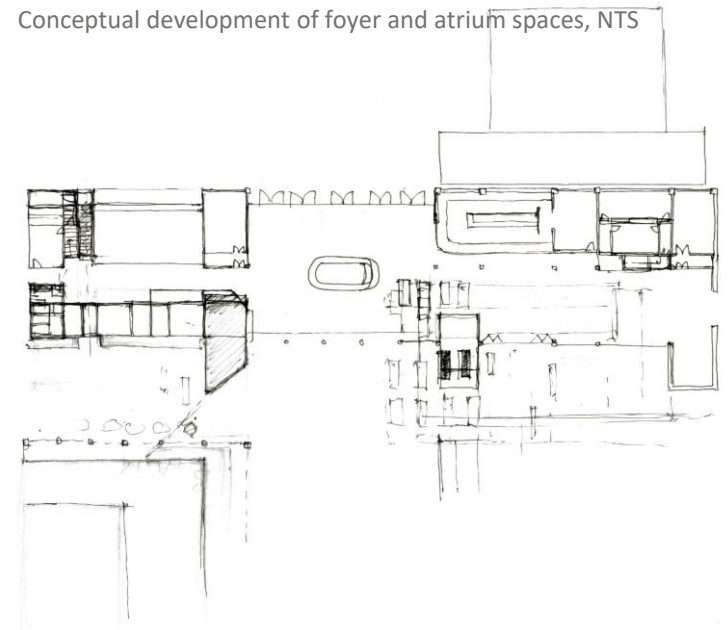 Conceptual development of foyer and atrium spaces, NTS